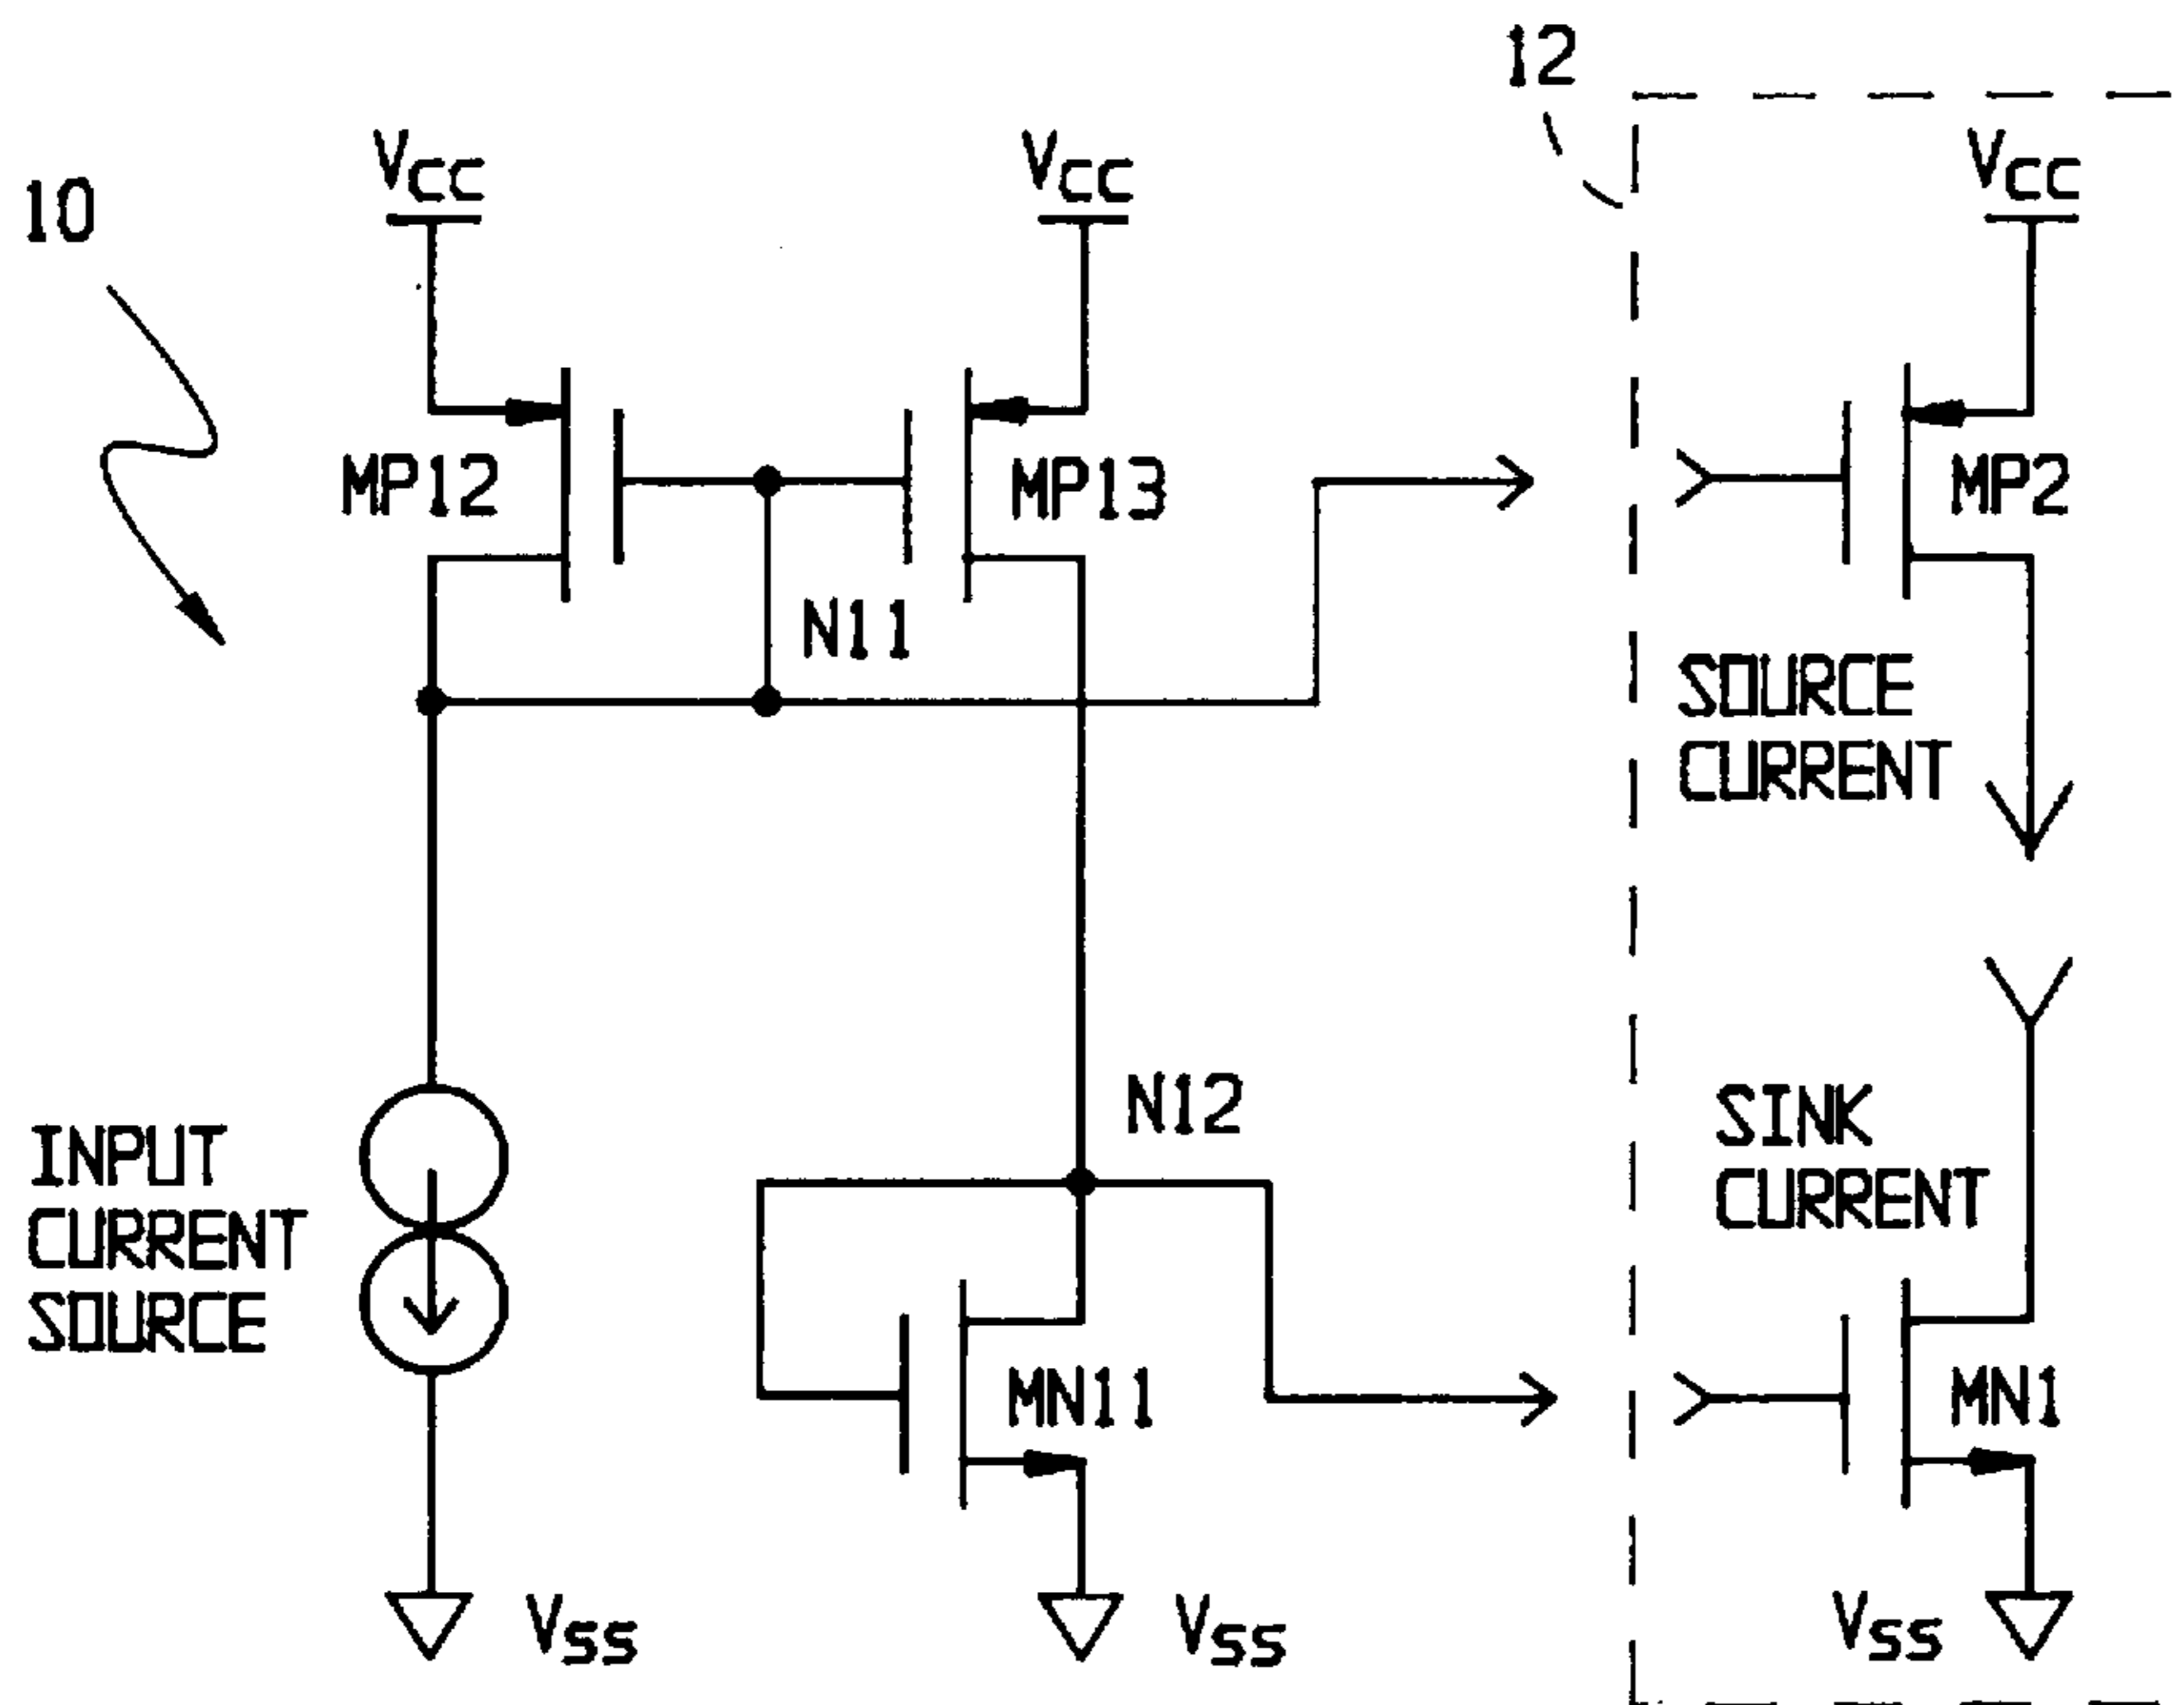 12
10
VCC
VCC
VCC
MP12
MP13
MP2
N11
SOURCE
CURRENT
N12
INPUT
CURRENT
SOURCE
SINK
CURRENT
MN11
MN1
VSS
VSS
VSS